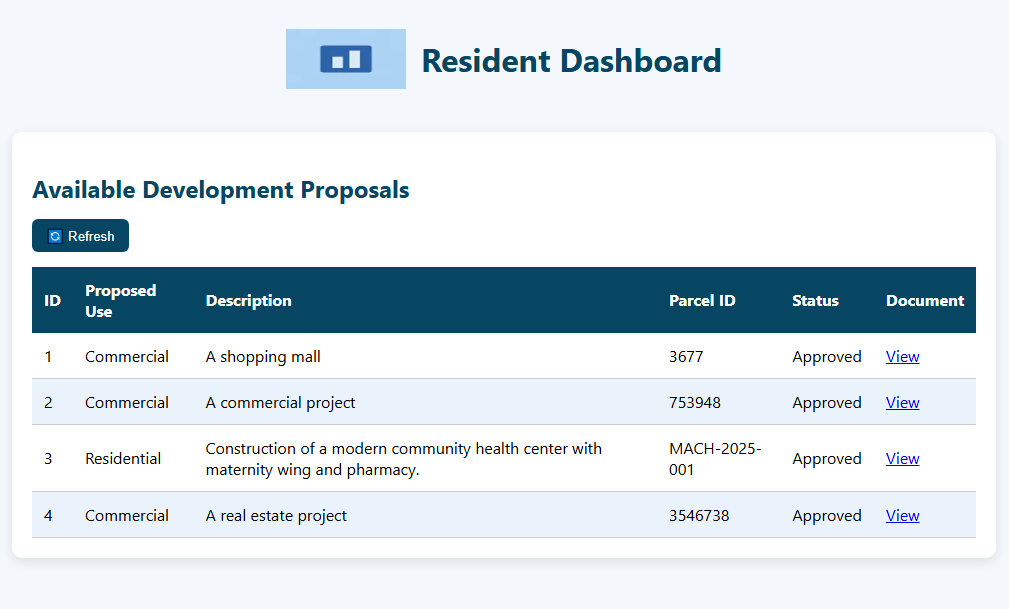 Resident Dashboard
Available Development Proposals
Refresh
ID Proposed Use Description Parcel ID Status Document
1 Commercial A shopping mall 3677 Approved View
2 Commercial A commercial project 753948 Approved View
3 Residential Construction of a modern community health center with maternity wing and pharmacy. MACH-2025-001 Approved View
4 Commercial A real estate project 3546738 Approved View